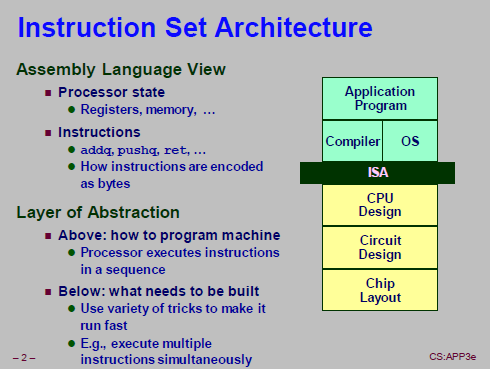 Instruction Set Architecture
Assembly Language View
Processor state
Registers, memory, …
Instructions
addq, pushq, ret, …
How instructions are encoded
as bytes
Layer of Abstraction
Above: how to program machine
Processor executes instructions
in a sequence
Below: what needs to be built
Use variety of tricks to make it
run fast
E.g., execute multiple
instructions simultaneously
Application
Program
Compiler
OS
ISA
CPU
Design
Circuit
Design
Chip
Layout
– 2 –
CS:APP3e